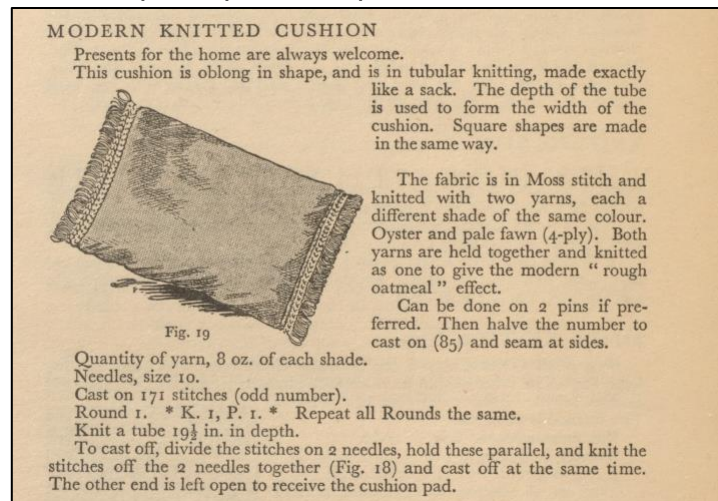 MODERN KNITTED CUSHION
Presents for the home are always welcome.
This cushion is oblong in shape, and is in tubular knitting, made exactly
like a sack. The depth of the tube
is used to form the width of the
cushion. Square shapes are made
in the same way.
The fabric is in Moss stitch and
knitted with two yarns, each a
different shade of the same colour.
Oyster and pale fawn (4-ply). Both
yarns are held together and knitted
as one to give the modern " rough
oatmeal " effect.
Can be done on 2 pins if pre-
ferred. Then halve the number to
cast on (85) and seam at sides.
Fig. 19
Quantity of yarn, 8 oz. of each shade.
Needles, size 10.
Cast on 171 stitches (odd number).
Round 1. * K. 1, P. 1. * Repeat all Rounds the same.
Knit a tube 19½ in. in depth.
To cast off, divide the stitches on 2 needles, hold these parallel, and knit the
stitches off the 2 needles together (Fig. 18) and cast off at the same time.
The other end is left open to receive the cushion pad.